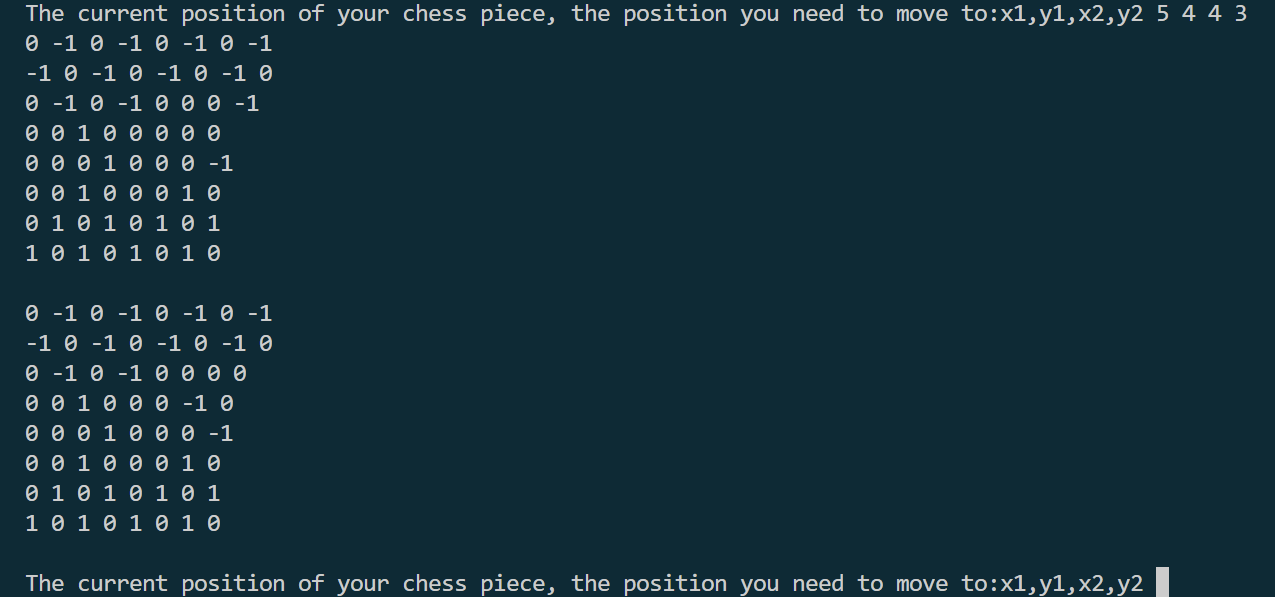 The current position of your chess piece, the position you need to move to:x1,y1,x2,y2 5 4 4 3
0 -1 0 -1 0 -1 0 -1
-1 0 -1 0 -1 0 -1 0
0 -1 0 -1 0 0 0 -1
0 0 1 0 0 0 0 0
0 0 0 1 0 0 0 -1
0 0 1 0 0 0 1 0
0 1 0 1 0 1 0 1
1 0 1 0 1 0 1 0
0 -1 0 -1 0 -1 0 -1
-1 0 -1 0 -1 0 -1 0
0 -1 0 -1 0 0 0 0
0 0 1 0 0 0 -1 0
0 0 0 1 0 0 0 -1
0 0 1 0 0 0 1 0
0 1 0 1 0 1 0 1
1 0 1 0 1 0 1 0
The current position of your chess piece, the position you need to move to:x1,y1,x2,y2